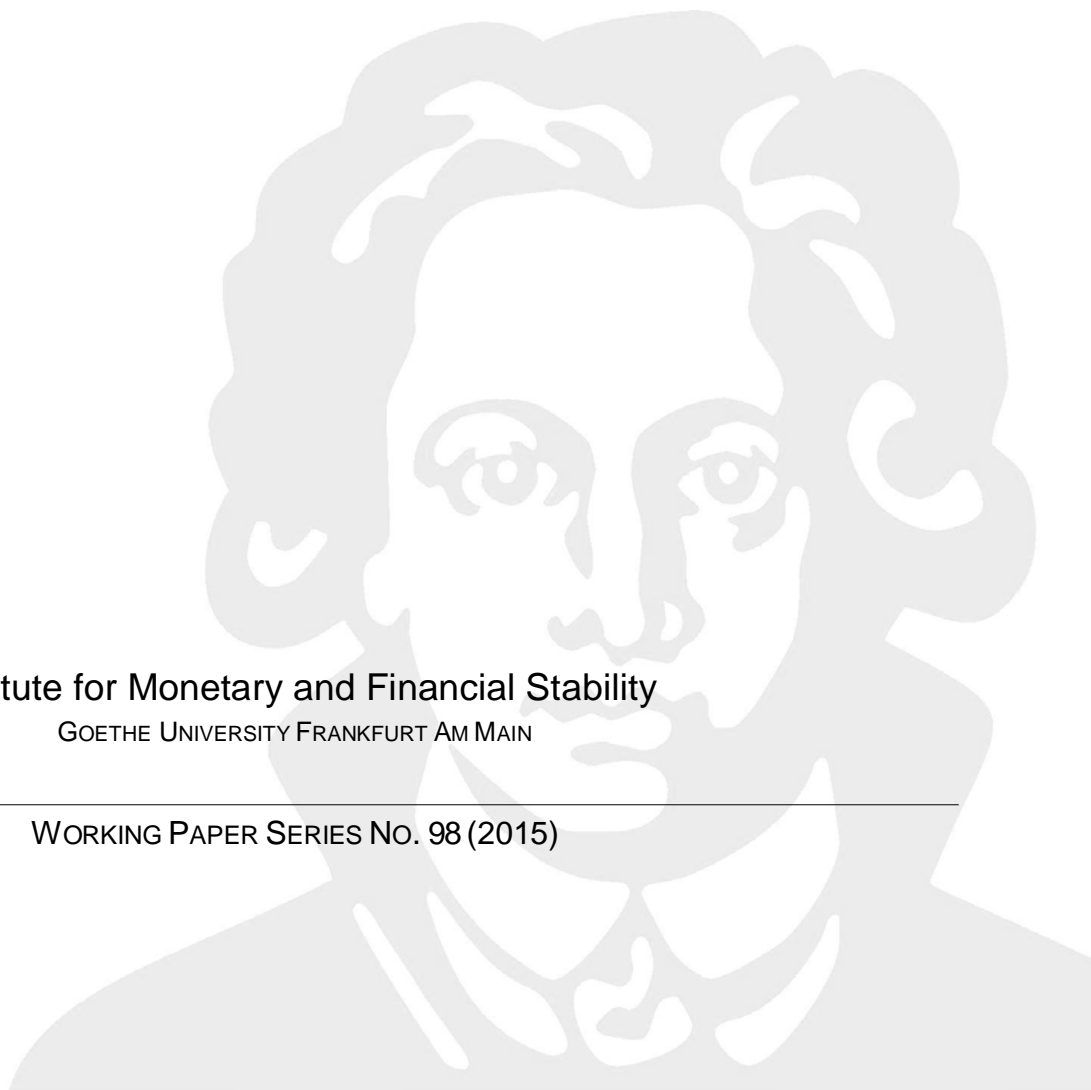 tute for Monetary and Financial Stability
GOETHE UNIVERSITY FRANKFURT AM MAIN
WORKING PAPER SERIES NO. 98 (2015)